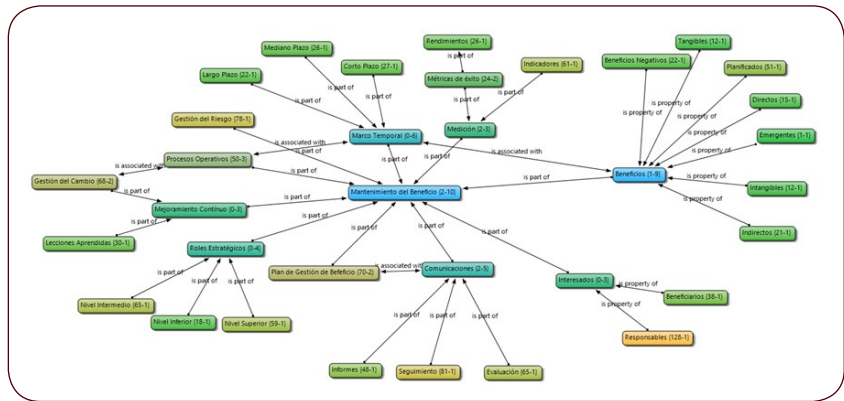 Rendimientos (26-1)
Tangibles (12-1)
Mediano Plazo (26-1)
is part of
Corto Plazo (27-1)
Indicadores (61-1)
Beneficios Negativos (22-1)
Planificados (51-1)
Largo Plazo (22-1)
Métricas de éxito (24-2)
is part of
is part of
is part of
is part of
is part of
Directos (15-1)
is property of
is property of
is property of
is property of
is property of
Gestión del Riesgo (78-1)
Medición (2-3)
Marco Temporal (0-6)
Emergentes (1-1)
is associated with
is part of
is associated with
Procesos Operativos (50-3)
is associated with
is part of
is part of
is part of
Beneficios (1-9)
is property of
Gestión del Cambio (68-2)
is part of
Mantenimiento del Beneficio (2-10)
is part of
Intangibles (12-1)
is property of
is part of
Mejoramiento Contínuo (0-3)
is part of
is part of
is part of
is part of
is part of
Lecciones Aprendidas (30-1)
Roles Estratégicos (0-4)
Indirectos (21-1)
is part of
is part of
is part of
Plan de Gestión de Befeficio (70-2)
is associated with
Comunicaciones (2-5)
Interesados (0-3)
is property of
Nivel Intermedio (65-1)
Beneficiarios (38-1)
is property of
Nivel Inferior (18-1)
Nivel Superior (59-1)
is part of
is part of
is part of
Responsables (128-1)
Informes (48-1)
Seguimiento (81-1)
Evaluación (65-1)